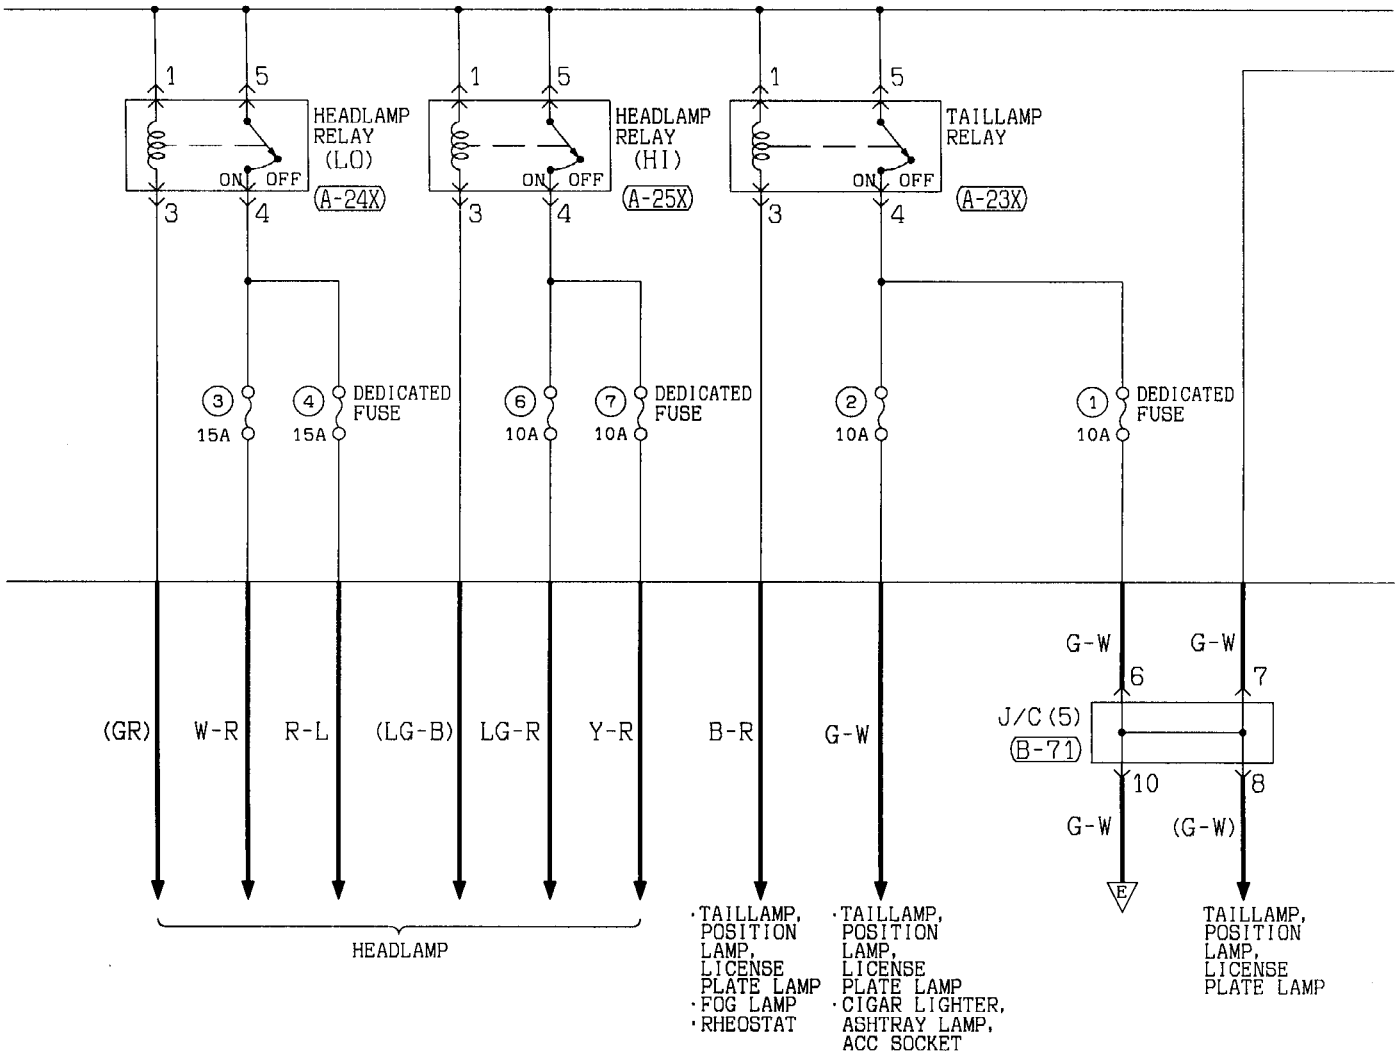 1 5 1 5 1 5
HEADLAMP
RELAY
(LO)
HEADLAMP
RELAY
(HI)
TAILLAMP
RELAY
ON OFF ON OFF ON OFF
A-24X A-25X A-23X
3 4 3 4 3 4
3 15A
4 15A
DEDICATED
FUSE
6 10A
7 10A
DEDICATED
FUSE
2 10A
1 10A
DEDICATED
FUSE
G-W G-W
6 7
(GR) W-R R-L (LG-B) LG-R Y-R B-R G-W
J/C(5)
B-71
10 8
G-W (G-W)
E
HEADLAMP
·TAILLAMP,
POSITION
LAMP,
LICENSE
PLATE LAMP
·FOG LAMP
·RHEOSTAT
·TAILLAMP,
POSITION
LAMP,
LICENSE
PLATE LAMP
·CIGAR LIGHTER,
ASHTRAY LAMP,
ACC SOCKET
TAILLAMP,
POSITION
LAMP,
LICENSE
PLATE LAMP